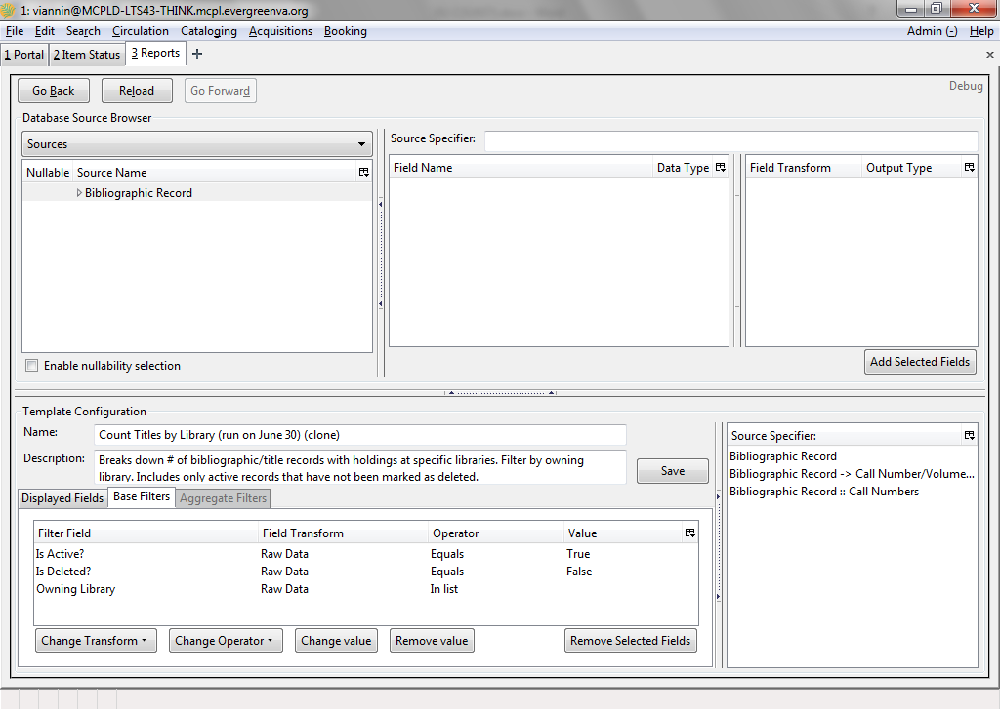 1: viannin@MCPLD-LTS43-THINK.mcpl.evergreenva.org
File Edit Search Circulation Cataloging Acquisitions Booking Admin (-) Help
1 Portal 2 Item Status 3 Reports
Go Back Reload Go Forward Debug
Database Source Browser
Sources
Source Specifier:
Nullable Source Name
Field Name Data Type
Field Transform Output Type
Bibliographic Record
Enable nullability selection
Add Selected Fields
Template Configuration
Name: Count Titles by Library (run on June 30) (clone)
Description: Breaks down # of bibliographic/title records with holdings at specific libraries. Filter by owning
library. Includes only active records that have not been marked as deleted.
Save
Displayed Fields Base Filters Aggregate Filters
Filter Field Field Transform Operator Value
Is Active? Raw Data Equals True
Is Deleted? Raw Data Equals False
Owning Library Raw Data In list
Change Transform Change Operator Change value Remove value Remove Selected Fields
Source Specifier:
Bibliographic Record
Bibliographic Record -> Call Number/Volume...
Bibliographic Record :: Call Numbers